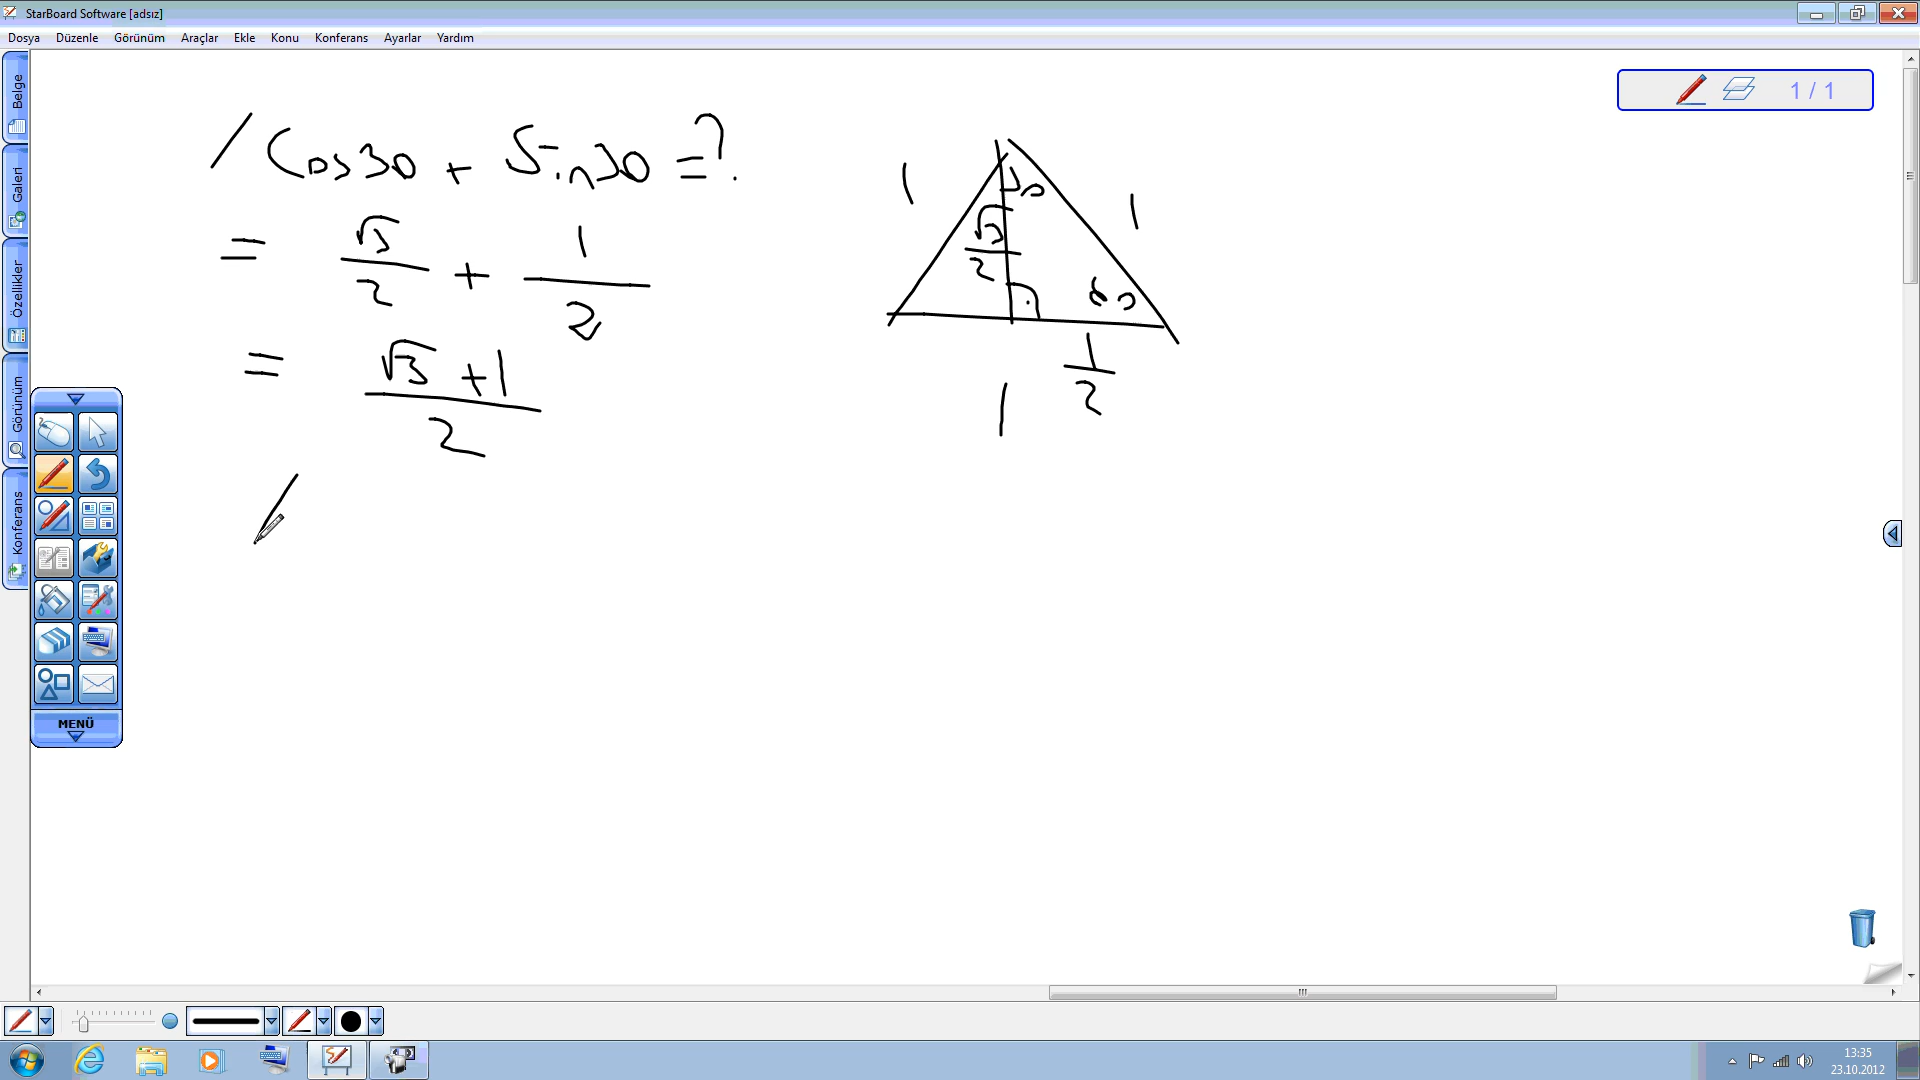 StarBoard Software [adsız]
Dosya Düzenle Görünüm Araçlar Ekle Konu Konferans Ayarlar Yardım
Belge
Galeri
Özellikler
Görünüm
Konferans
1 / 1
/ Cos30 + Sin30 = ?
= √3/2 + 1/2
= √3 + 1 / 2
/
1
30
1
√3/2
60
1/2
1
MENÜ
13:35
23.10.2012